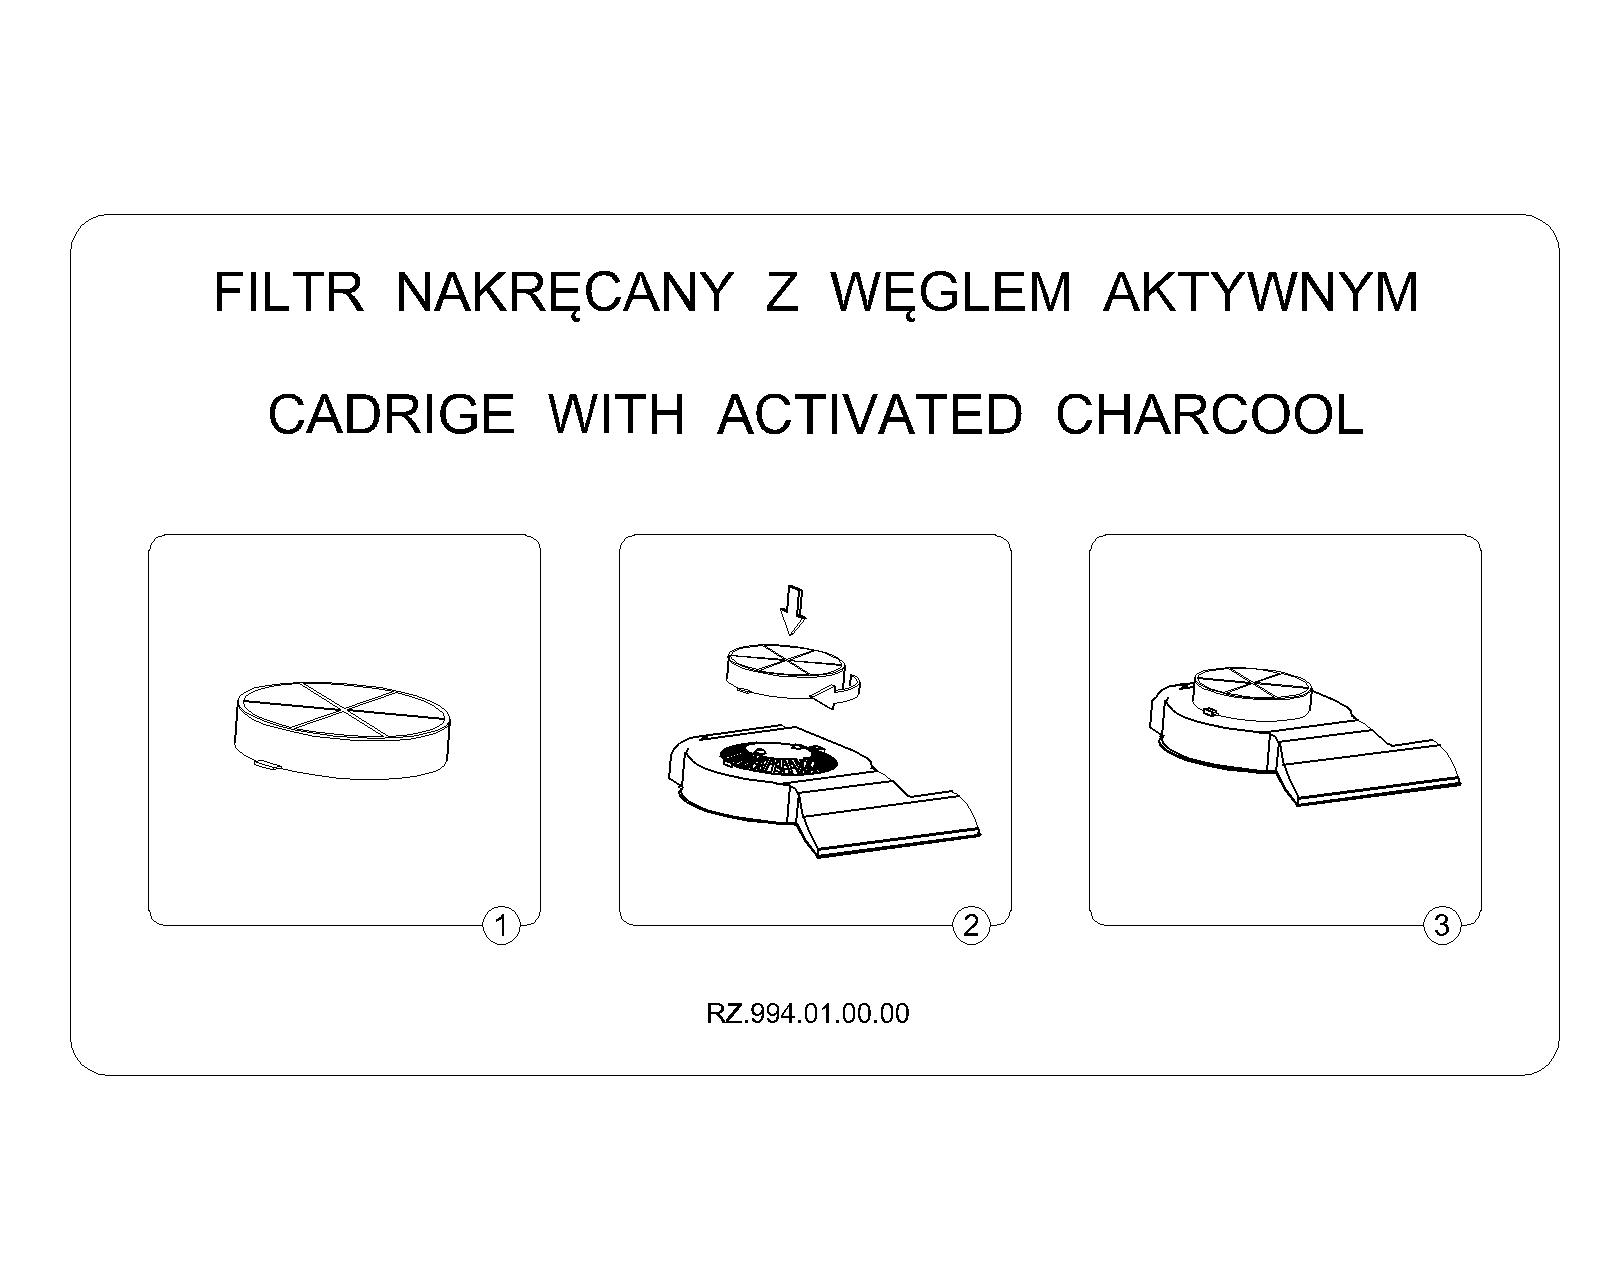 FILTR NAKRĘCANY Z WĘGLEM AKTYWNYM
CADRIGE WITH ACTIVATED CHARCOOL
1
2
3
RZ.994.01.00.00